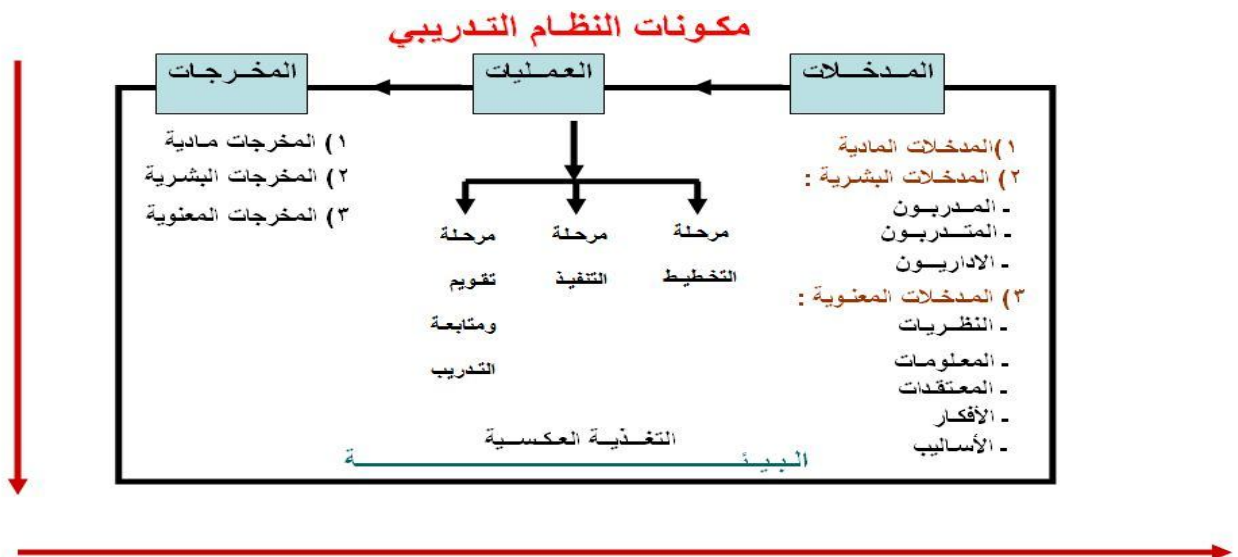 مكونات النظام التدريبي
المدخلات
العمليات
المخرجات
١)المدخلات المادية
٢) المدخلات البشرية :
- المدربون
- المتدربون
- الاداريون
٣) المدخلات المعنوية :
- النظريات
- المعلومات
- المعتقدات
- الأفكار
- الأساليب
مرحلة
التخطيط
مرحلة
التنفيذ
مرحلة
تقويم
ومتابعة
التدريب
١) المخرجات مادية
٢) المخرجات البشرية
٣) المخرجات المعنوية
التغذية العكسية
البيئة